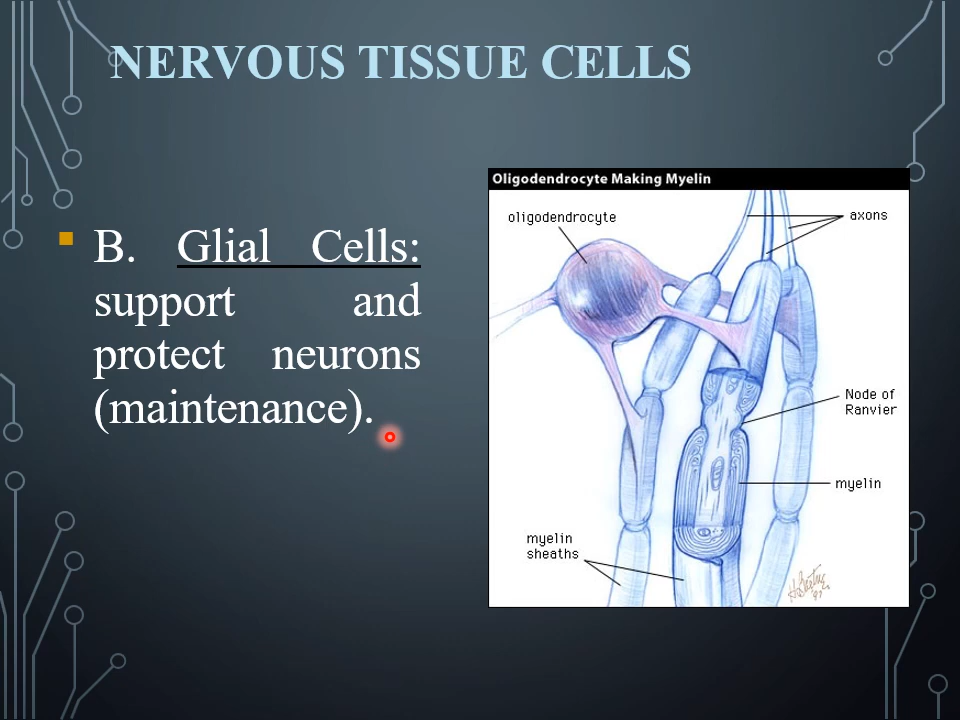 NERVOUS TISSUE CELLS
B. Glial Cells:
support and
protect neurons
(maintenance).
Oligodendrocyte Making Myelin
oligodendrocyte
axons
Node of
Ranvier
myelin
myelin
sheaths